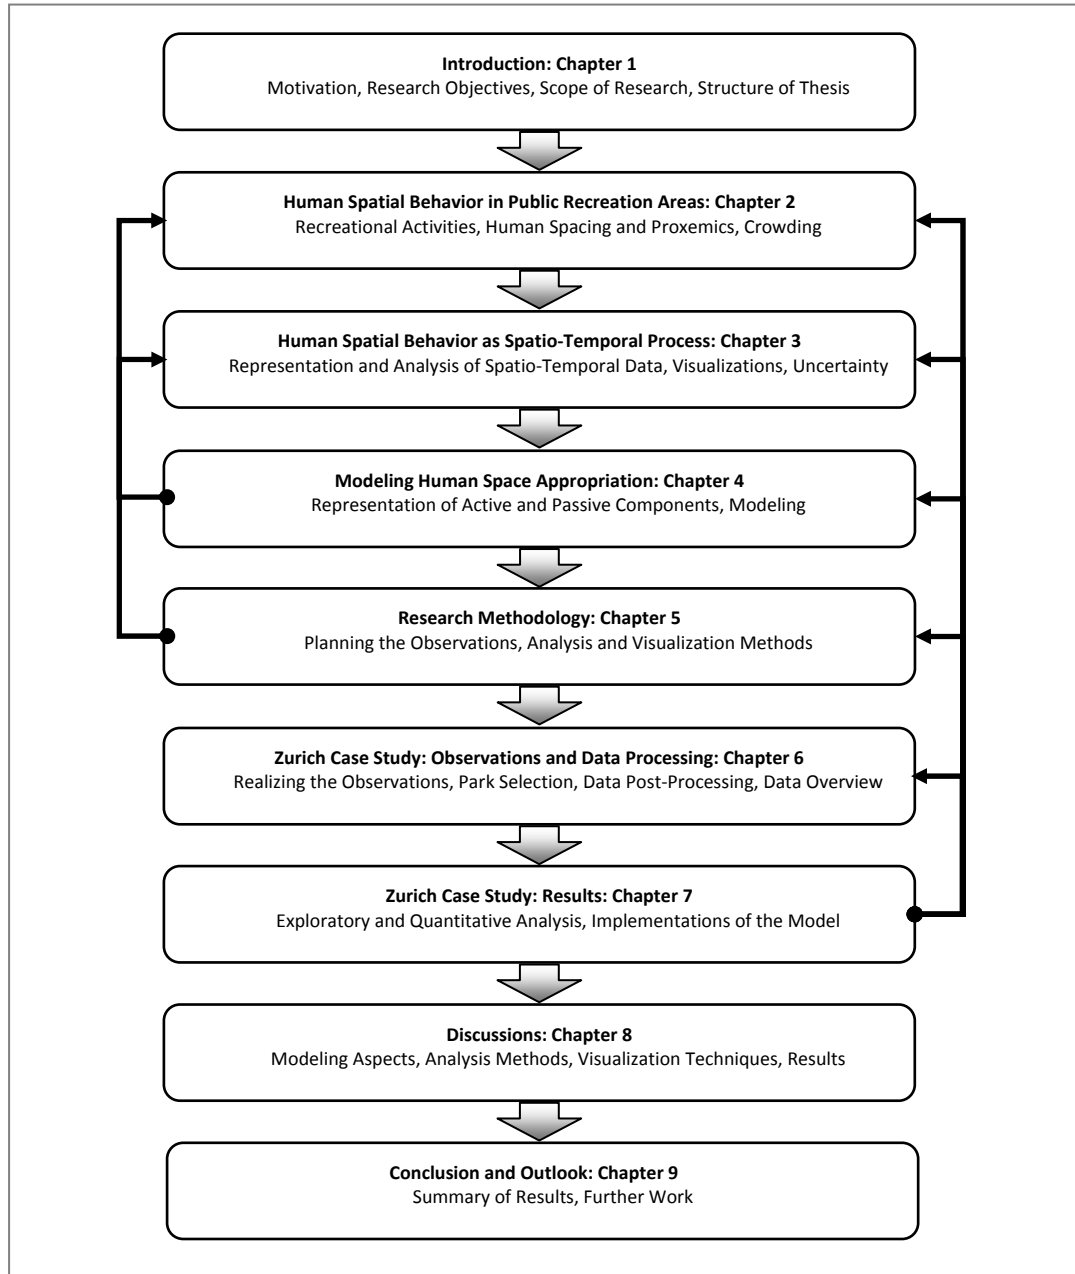 Introduction: Chapter 1
Motivation, Research Objectives, Scope of Research, Structure of Thesis
Human Spatial Behavior in Public Recreation Areas: Chapter 2
Recreational Activities, Human Spacing and Proxemics, Crowding
Human Spatial Behavior as Spatio-Temporal Process: Chapter 3
Representation and Analysis of Spatio-Temporal Data, Visualizations, Uncertainty
Modeling Human Space Appropriation: Chapter 4
Representation of Active and Passive Components, Modeling
Research Methodology: Chapter 5
Planning the Observations, Analysis and Visualization Methods
Zurich Case Study: Observations and Data Processing: Chapter 6
Realizing the Observations, Park Selection, Data Post-Processing, Data Overview
Zurich Case Study: Results: Chapter 7
Exploratory and Quantitative Analysis, Implementations of the Model
Discussions: Chapter 8
Modeling Aspects, Analysis Methods, Visualization Techniques, Results
Conclusion and Outlook: Chapter 9
Summary of Results, Further Work